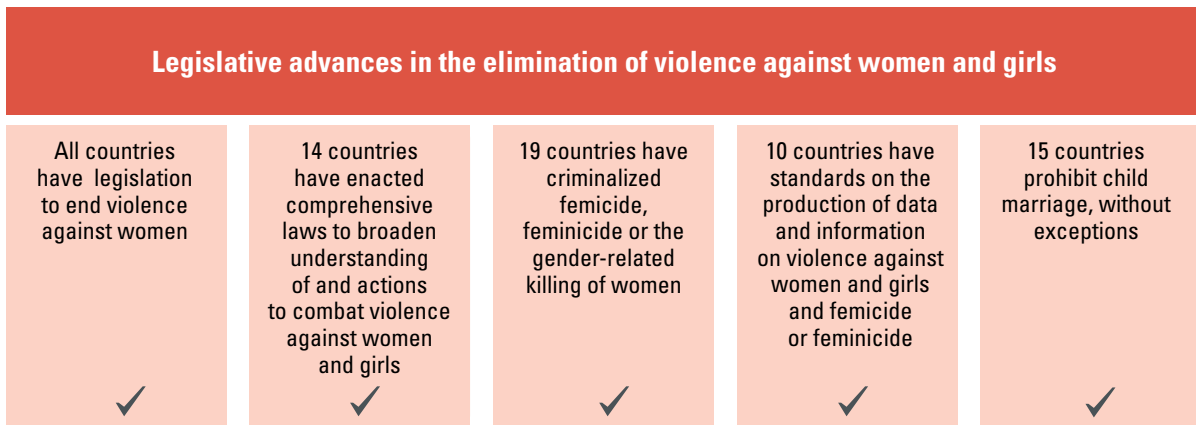 Legislative advances in the elimination of violence against women and girls
All countries
have legislation
to end violence
against women
14 countries
have enacted
comprehensive
laws to broaden
understanding
of and actions
to combat violence
against women
and girls
19 countries have
criminalized
femicide,
feminicide or the
gender-related
killing of women
10 countries have
standards on the
production of data
and information
on violence against
women and girls
and femicide
or feminicide
15 countries
prohibit child
marriage, without
exceptions